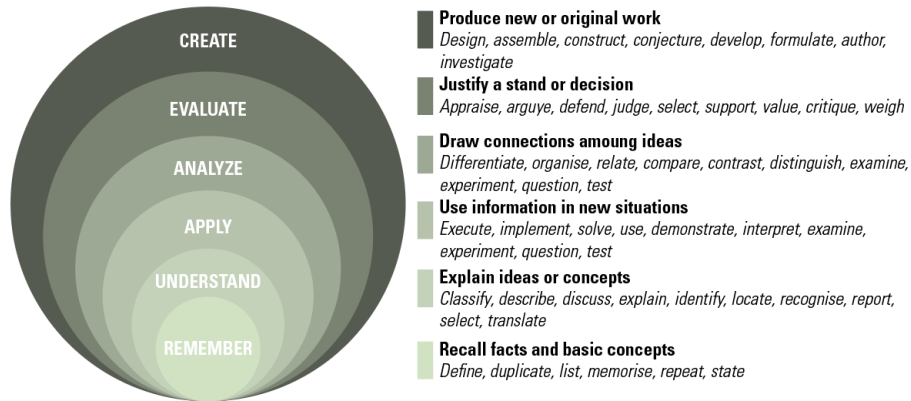 CREATE
EVALUATE
ANALYZE
APPLY
UNDERSTAND
REMEMBER
Produce new or original work
Design, assemble, construct, conjecture, develop, formulate, author,
investigate
Justify a stand or decision
Appraise, arguye, defend, judge, select, support, value, critique, weigh
Draw connections amoung ideas
Differentiate, organise, relate, compare, contrast, distinguish, examine,
experiment, question, test
Use information in new situations
Execute, implement, solve, use, demonstrate, interpret, examine,
experiment, question, test
Explain ideas or concepts
Classify, describe, discuss, explain, identify, locate, recognise, report,
select, translate
Recall facts and basic concepts
Define, duplicate, list, memorise, repeat, state